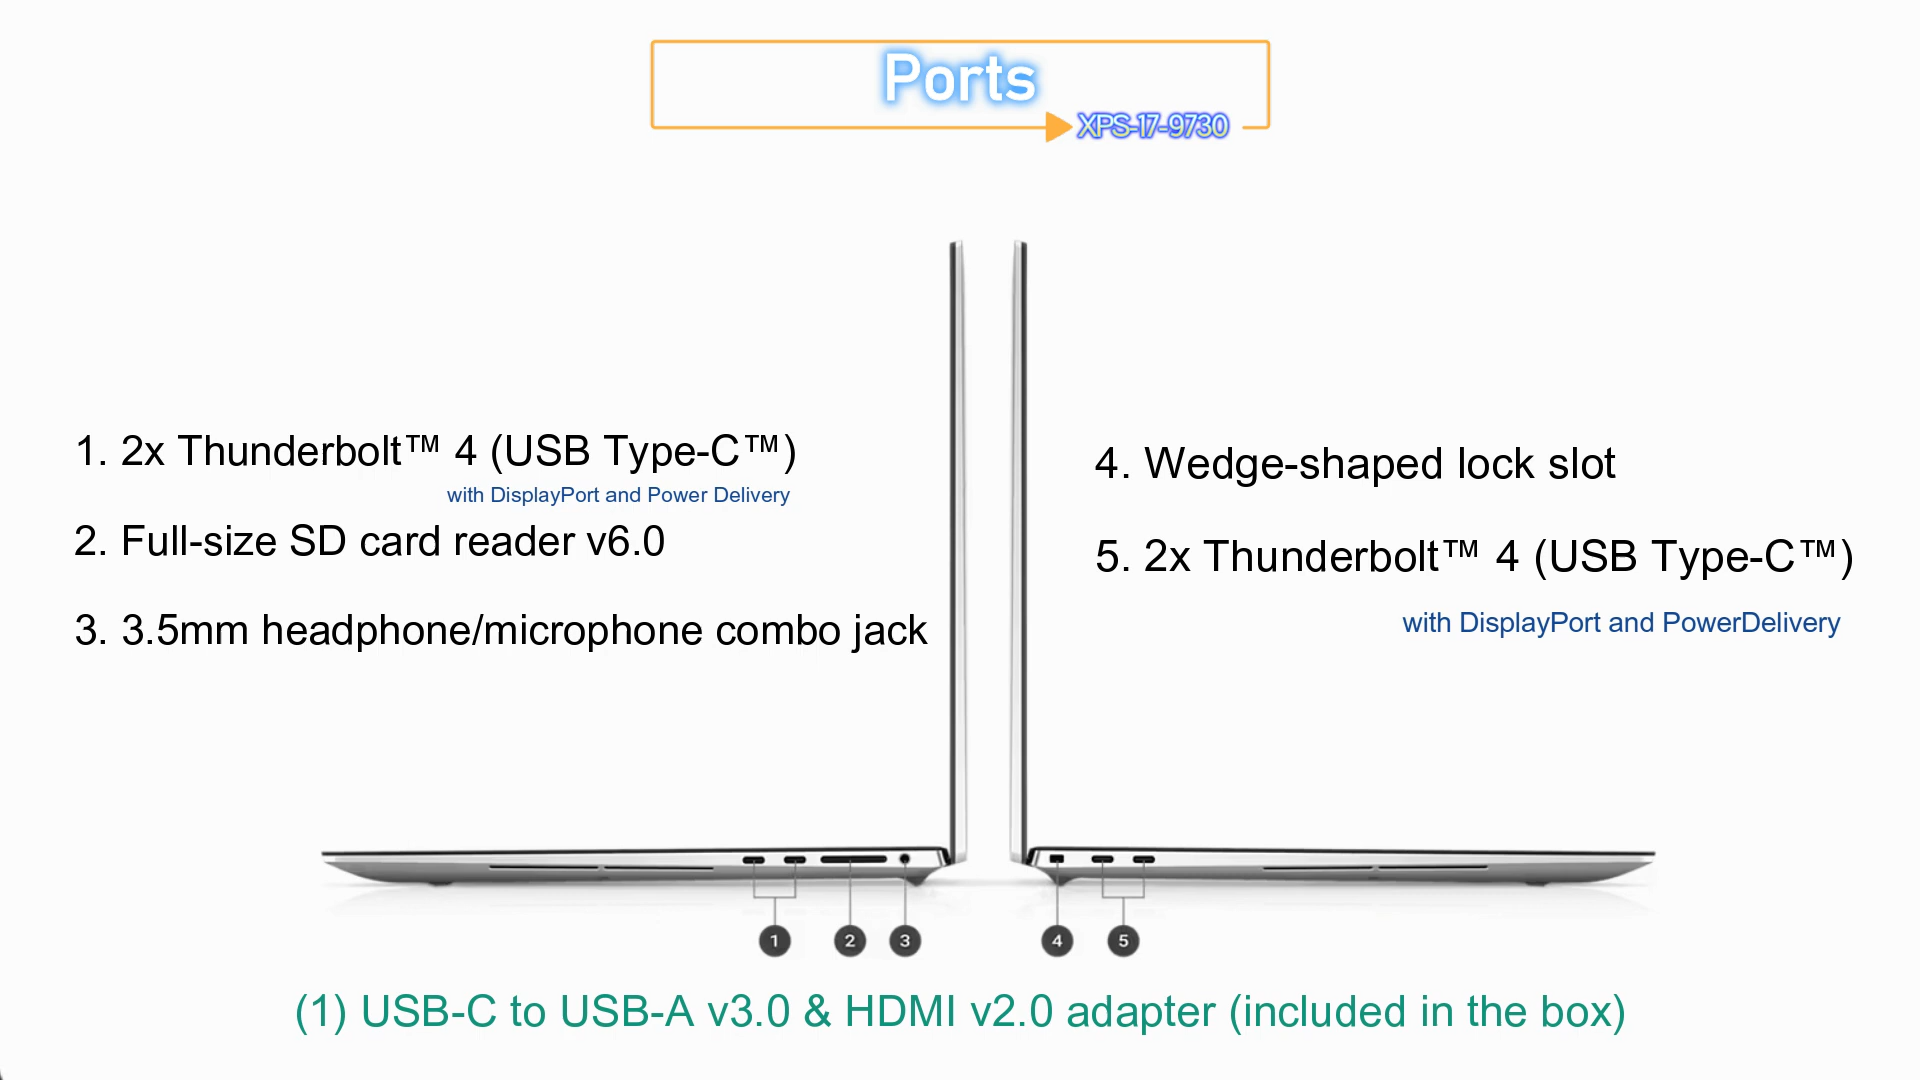 Ports
XPS-17-9730
1. 2x Thunderbolt™ 4 (USB Type-C™)
with DisplayPort and Power Delivery
2. Full-size SD card reader v6.0
3. 3.5mm headphone/microphone combo jack
4. Wedge-shaped lock slot
5. 2x Thunderbolt™ 4 (USB Type-C™)
with DisplayPort and PowerDelivery
1 2 3 4 5
(1) USB-C to USB-A v3.0 & HDMI v2.0 adapter (included in the box)